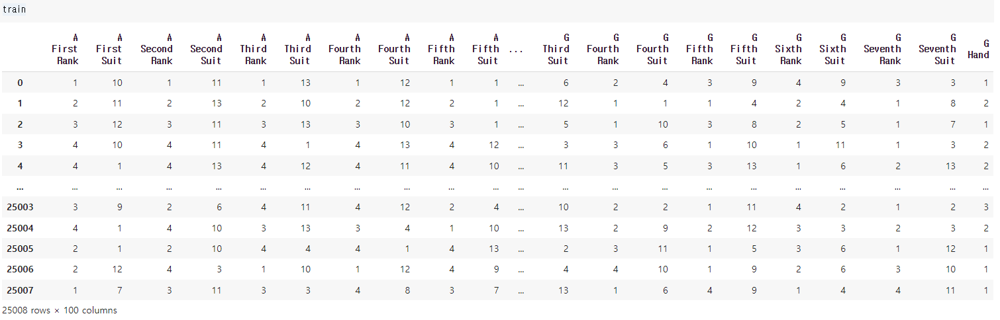 train
A First Rank A First Suit A Second Rank A Second Suit A Third Rank A Third Suit A Fourth Rank A Fourth Suit A Fifth Rank A Fifth Suit ... G Third Suit G Fourth Rank G Fourth Suit G Fifth Rank G Fifth Suit G Sixth Rank G Sixth Suit G Seventh Rank G Seventh Suit G Hand
0 1 10 1 11 1 13 1 12 1 1 ... 6 2 4 3 9 4 9 3 3 1
1 2 11 2 13 2 10 2 12 2 1 ... 12 1 1 1 4 2 4 1 8 2
2 3 12 3 11 3 13 3 10 3 1 ... 5 1 10 3 8 2 5 1 7 1
3 4 10 4 11 4 1 4 13 4 12 ... 3 3 6 1 10 1 11 1 3 2
4 4 1 4 13 4 12 4 11 4 10 ... 11 3 5 3 13 1 6 2 13 2
... ... ... ... ... ... ... ... ... ... ... ... ... ... ... ... ... ... ... ... ... ...
25003 3 9 2 6 4 11 4 12 2 4 ... 10 2 2 1 11 4 2 1 2 3
25004 4 1 4 10 3 13 3 4 1 10 ... 13 2 9 2 12 3 3 2 3 2
25005 2 1 2 10 4 4 4 1 4 13 ... 2 3 11 1 5 3 6 1 12 1
25006 2 12 4 3 1 10 1 12 4 9 ... 4 4 10 1 9 2 6 3 10 1
25007 1 7 3 11 3 3 4 8 3 7 ... 13 1 6 4 9 1 4 4 11 1
25008 rows × 100 columns